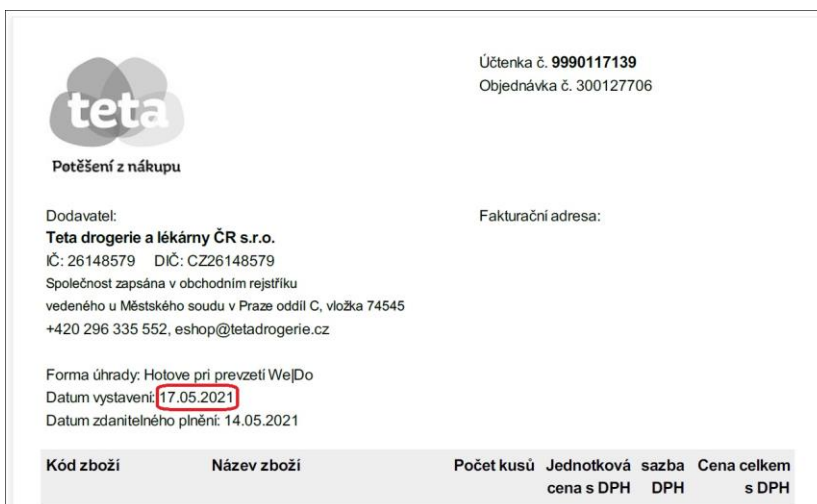 Účtenka č. 9990117139
Objednávka č. 300127706
teta
Potěšení z nákupu
Dodavatel:
Teta drogerie a lékárny ČR s.r.o.
IČ: 26148579 DIČ: CZ26148579
Společnost zapsána v obchodním rejstříku
vedeného u Městského soudu v Praze oddíl C, vložka 74545
+420 296 335 552, eshop@tetadrogerie.cz
Fakturační adresa:
Forma úhrady: Hotove pri prevzetí We|Do
Datum vystavení: 17.05.2021
Datum zdanitelného plnění: 14.05.2021
Kód zboží Název zboží Počet kusů Jednotková sazba Cena celkem
cena s DPH DPH s DPH